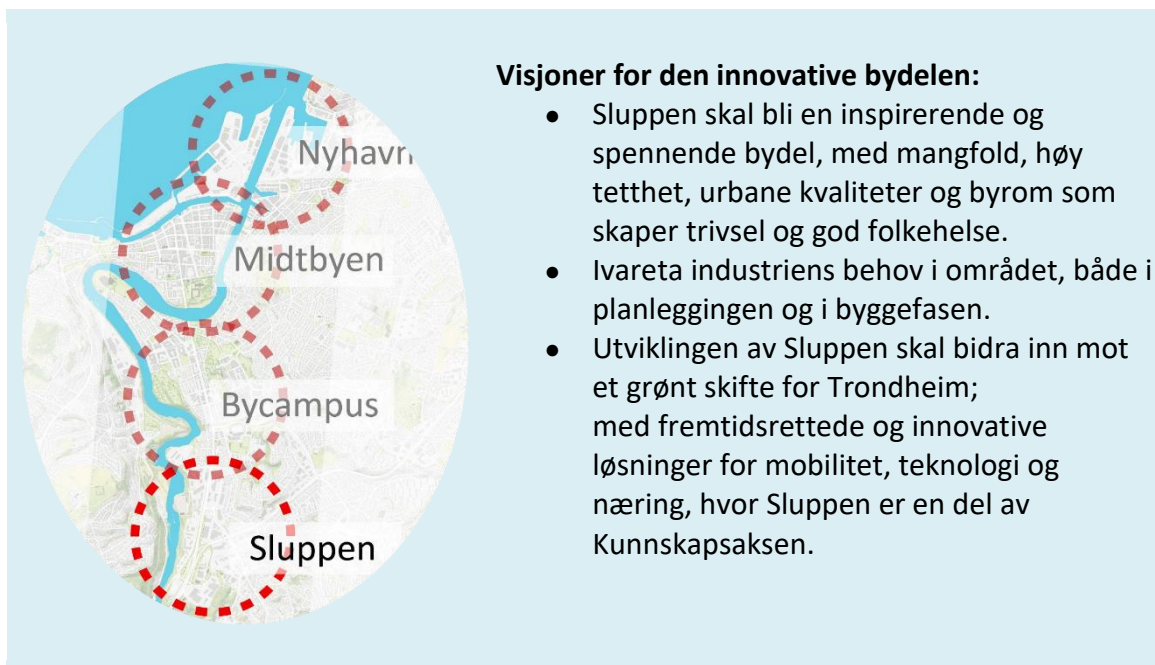 Nyhavn
Midtbyen
Bycampus
Sluppen
Visjoner for den innovative bydelen:
● Sluppen skal bli en inspirerende og
spennende bydel, med mangfold, høy
tetthet, urbane kvaliteter og byrom som
skaper trivsel og god folkehelse.
● Ivareta industriens behov i området, både i
planleggingen og i byggefasen.
● Utviklingen av Sluppen skal bidra inn mot
et grønt skifte for Trondheim;
med fremtidsrettede og innovative
løsninger for mobilitet, teknologi og
næring, hvor Sluppen er en del av
Kunnskapsaksen.